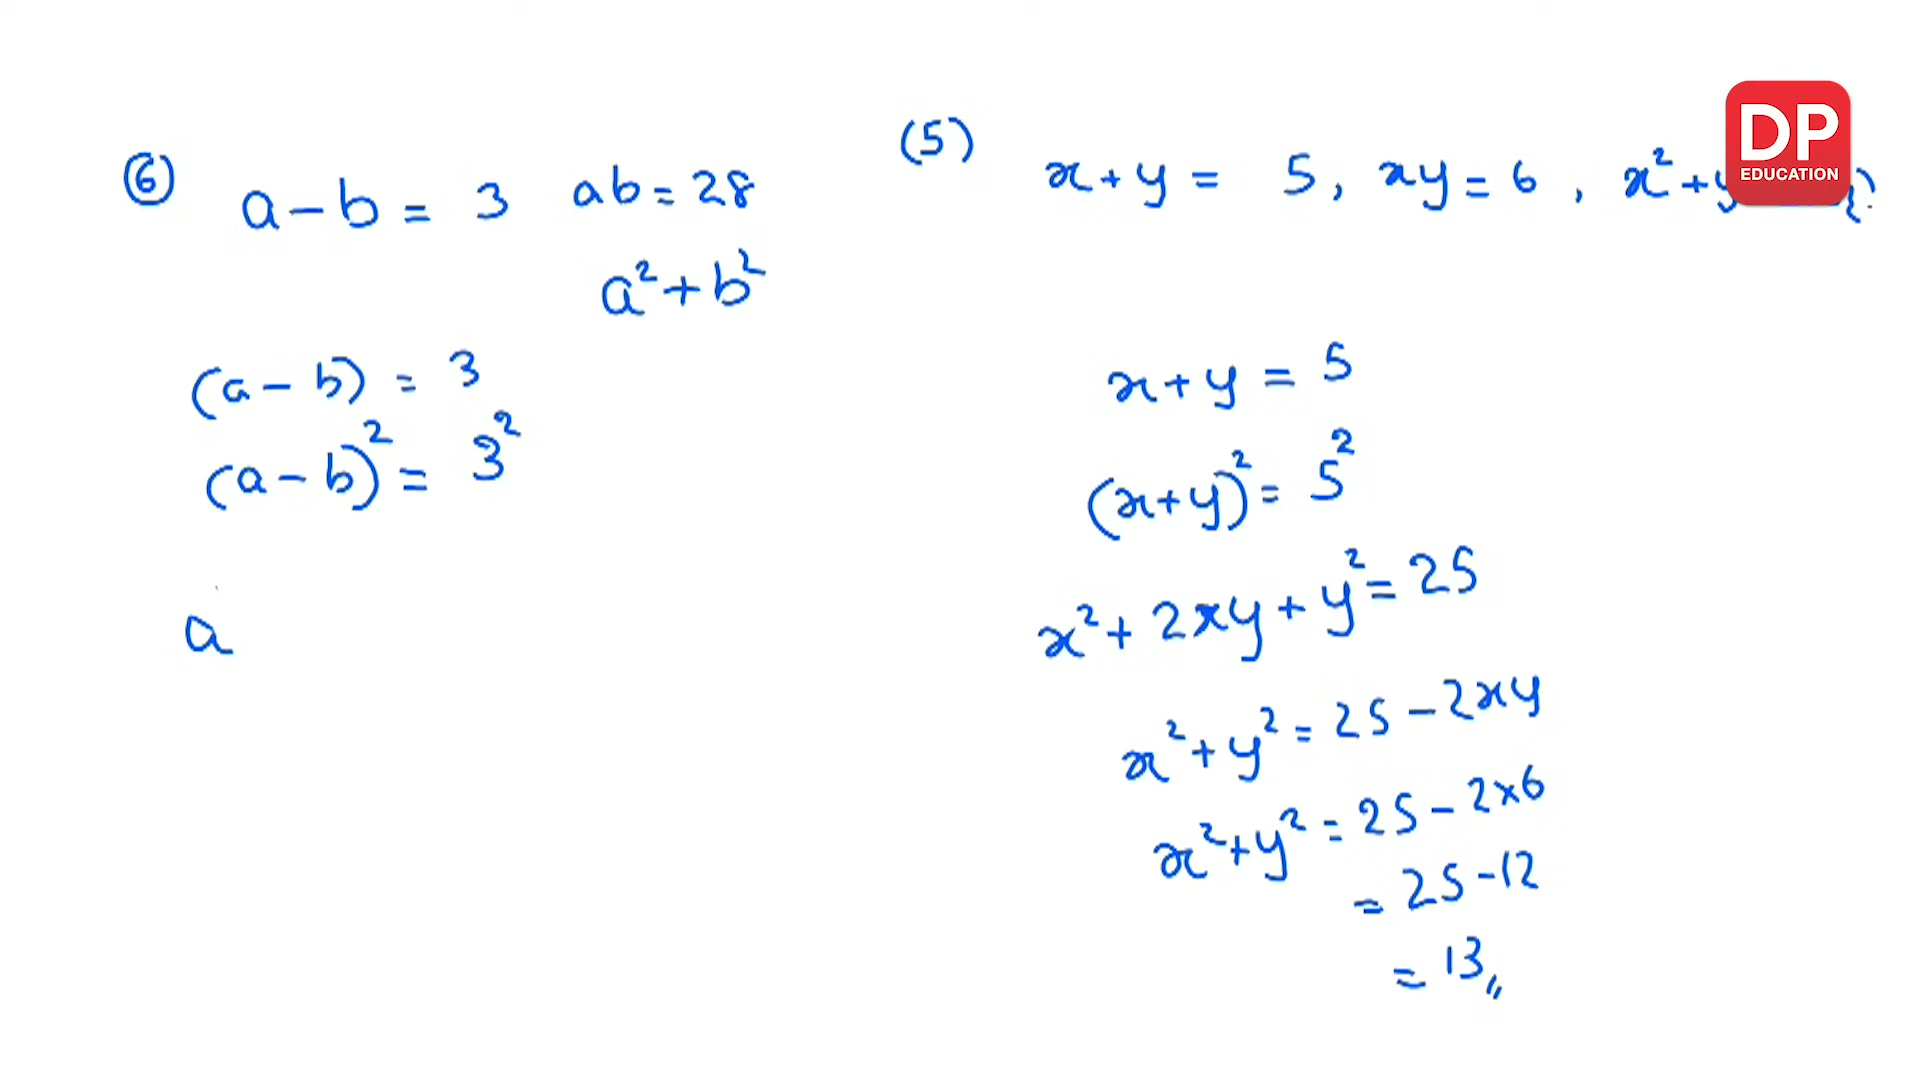 ⑥ a - b = 3 ab = 28
a² + b²
(a - b) = 3
(a - b)² = 3²
a
(5) x + y = 5, xy = 6, x² + y
x + y = 5
(x + y)² = 5²
x² + 2xy + y² = 25
x² + y² = 25 - 2xy
x² + y² = 25 - 2×6
= 25 - 12
= 13,,
DP
EDUCATION